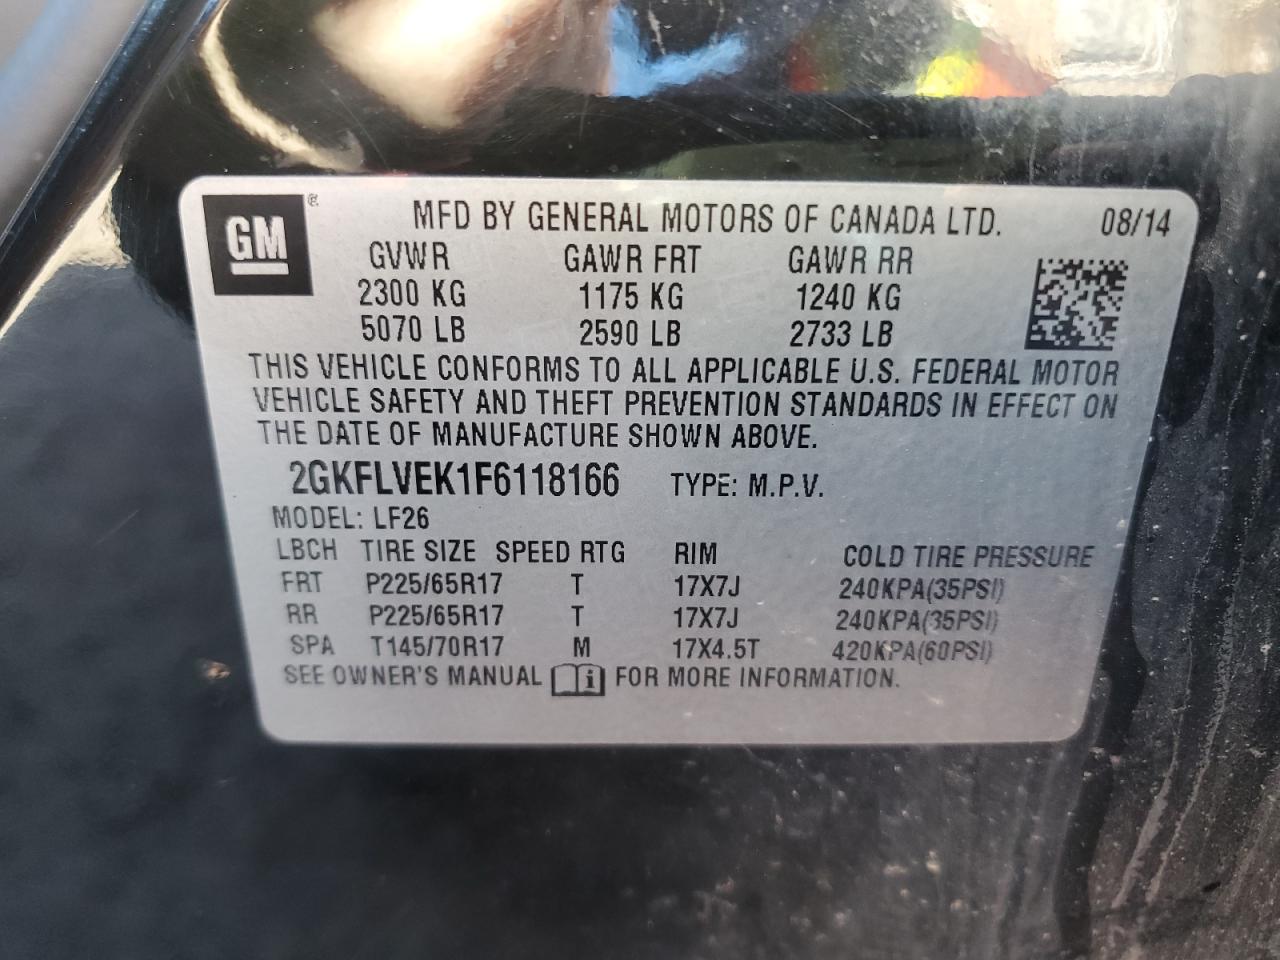 GM ® MFD BY GENERAL MOTORS OF CANADA LTD. 08/14
GVWR GAWR FRT GAWR RR
2300 KG 1175 KG 1240 KG
5070 LB 2590 LB 2733 LB
THIS VEHICLE CONFORMS TO ALL APPLICABLE U.S. FEDERAL MOTOR
VEHICLE SAFETY AND THEFT PREVENTION STANDARDS IN EFFECT ON
THE DATE OF MANUFACTURE SHOWN ABOVE.
2GKFLVEK1F6118166 TYPE: M.P.V.
MODEL: LF26
LBCH TIRE SIZE SPEED RTG RIM COLD TIRE PRESSURE
FRT P225/65R17 T 17X7J 240KPA(35PSI)
RR P225/65R17 T 17X7J 240KPA(35PSI)
SPA T145/70R17 M 17X4.5T 420KPA(60PSI)
SEE OWNER'S MANUAL i FOR MORE INFORMATION.